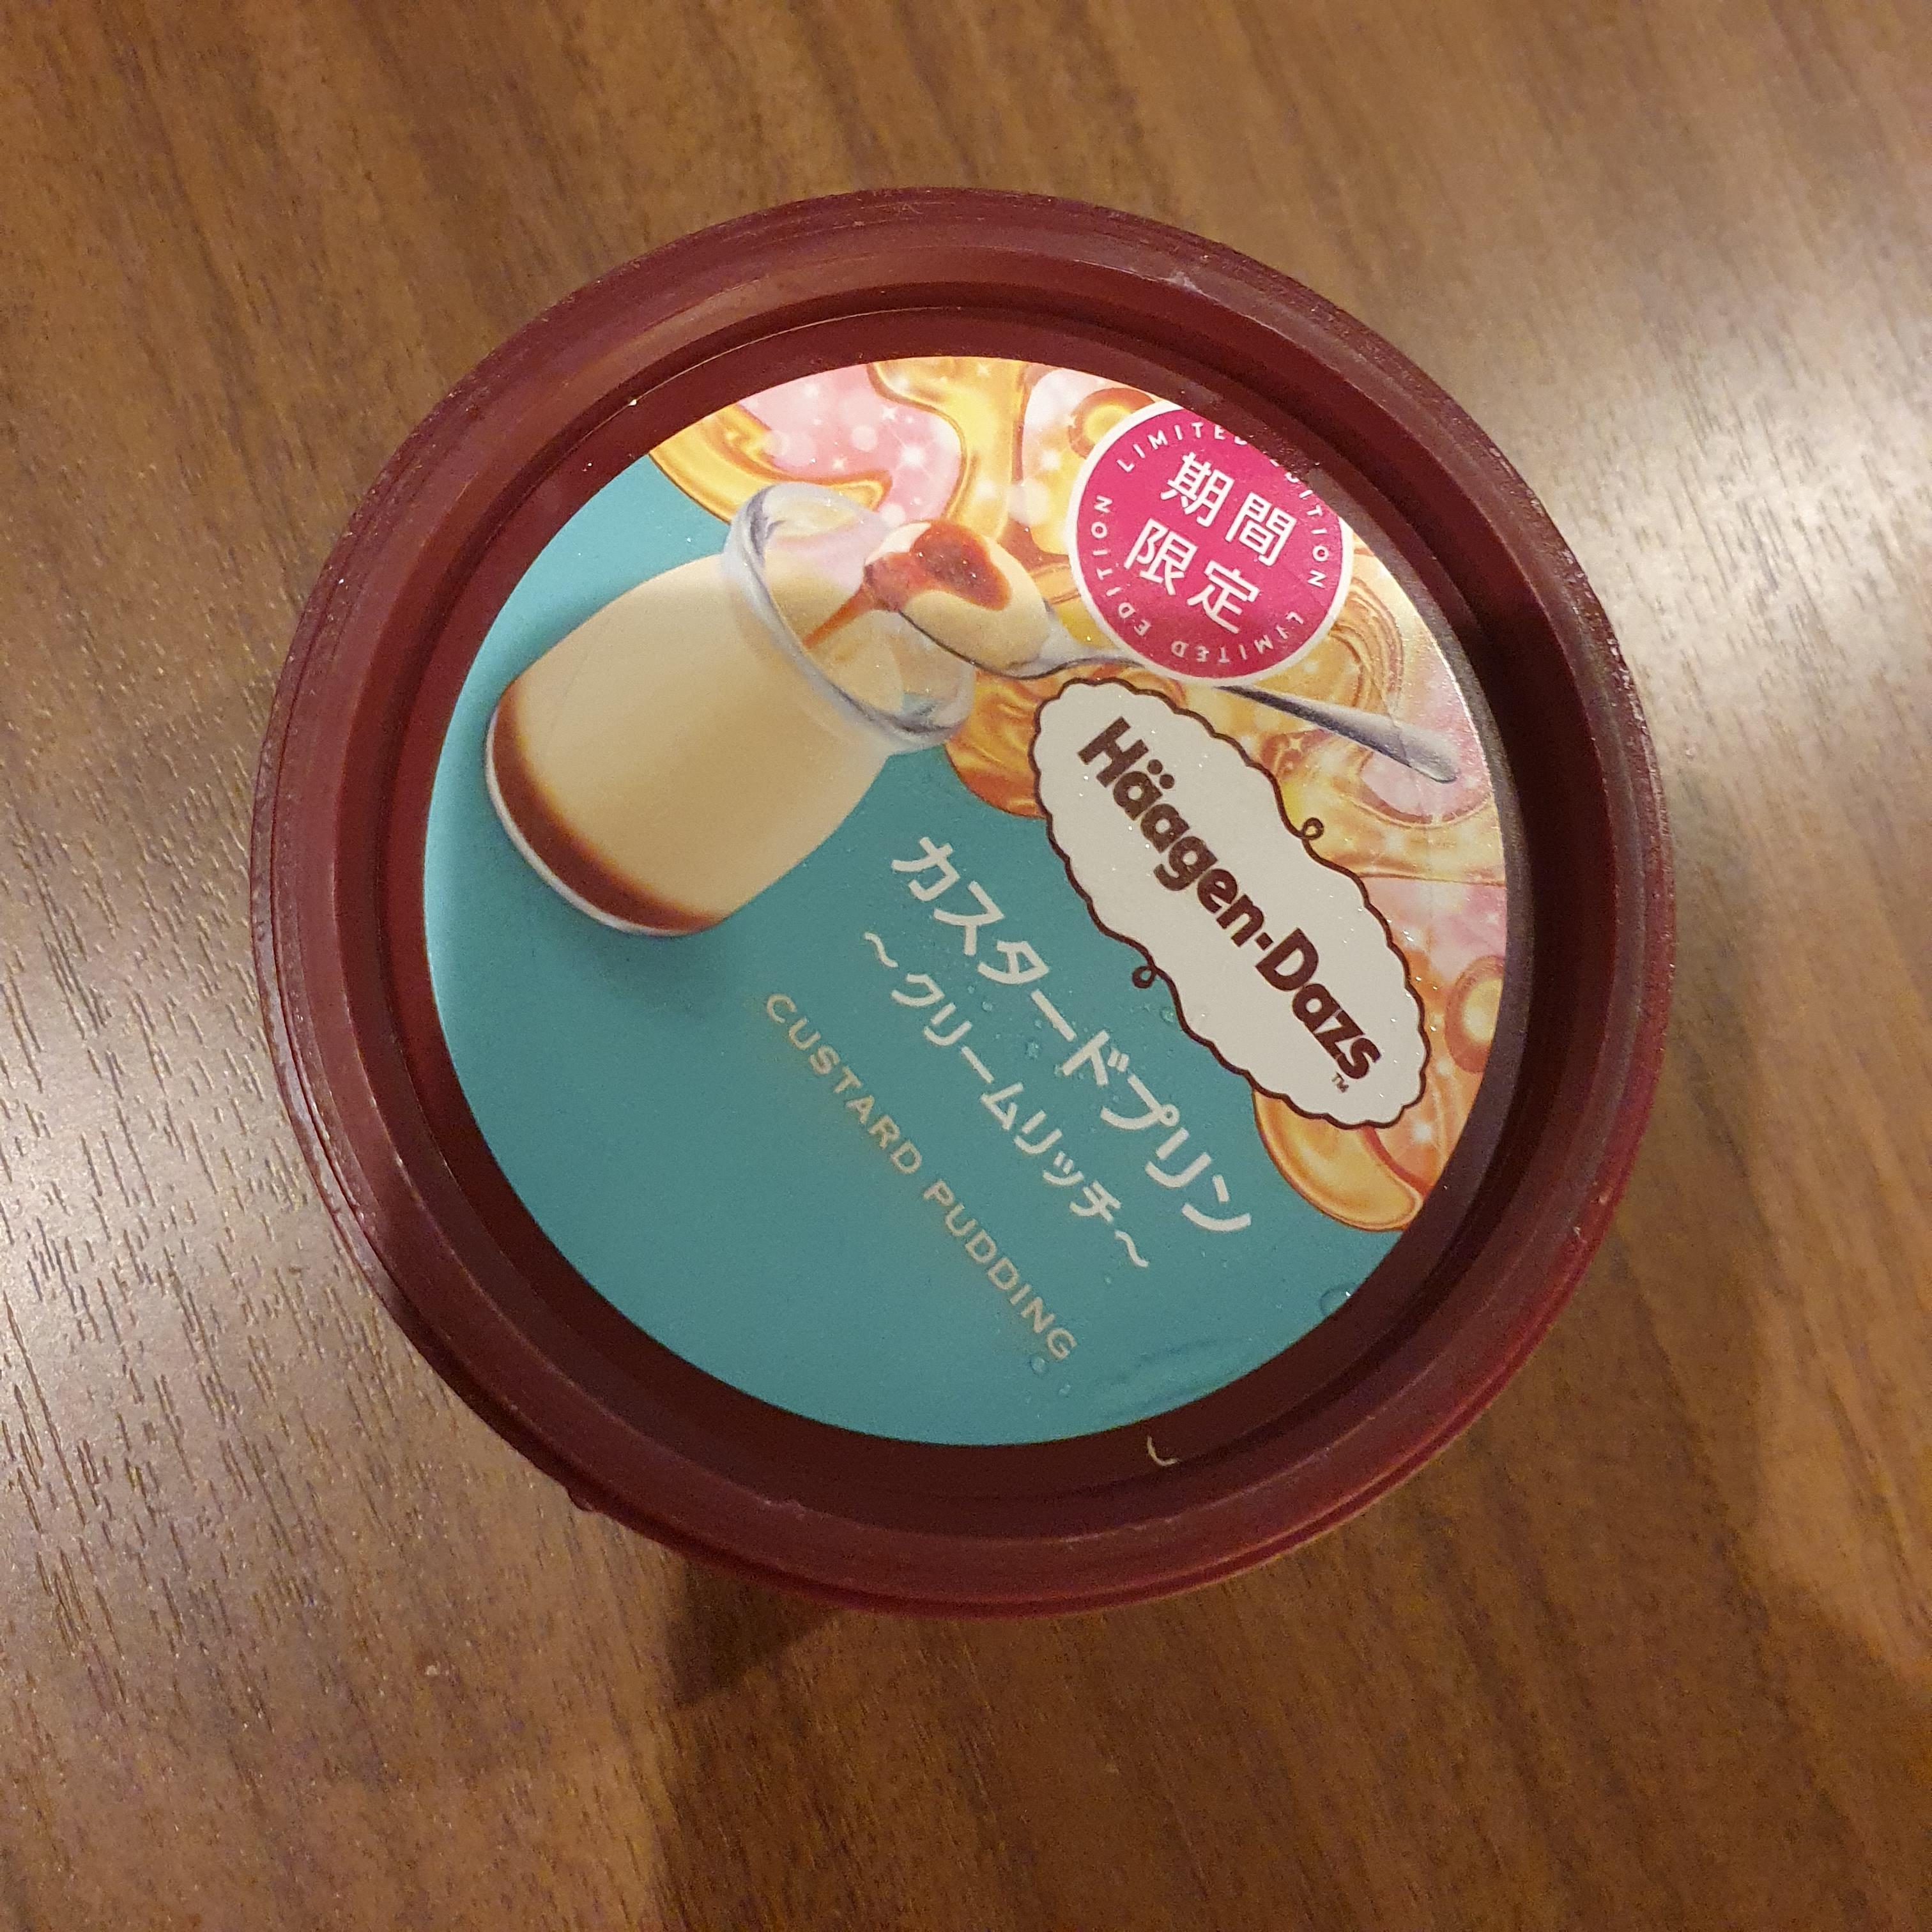 LIMITED EDITION LIMITED EDITION
期間
限定
Häagen-Dazs
TM
カスタードプリン
～クリームリッチ～
CUSTARD PUDDING